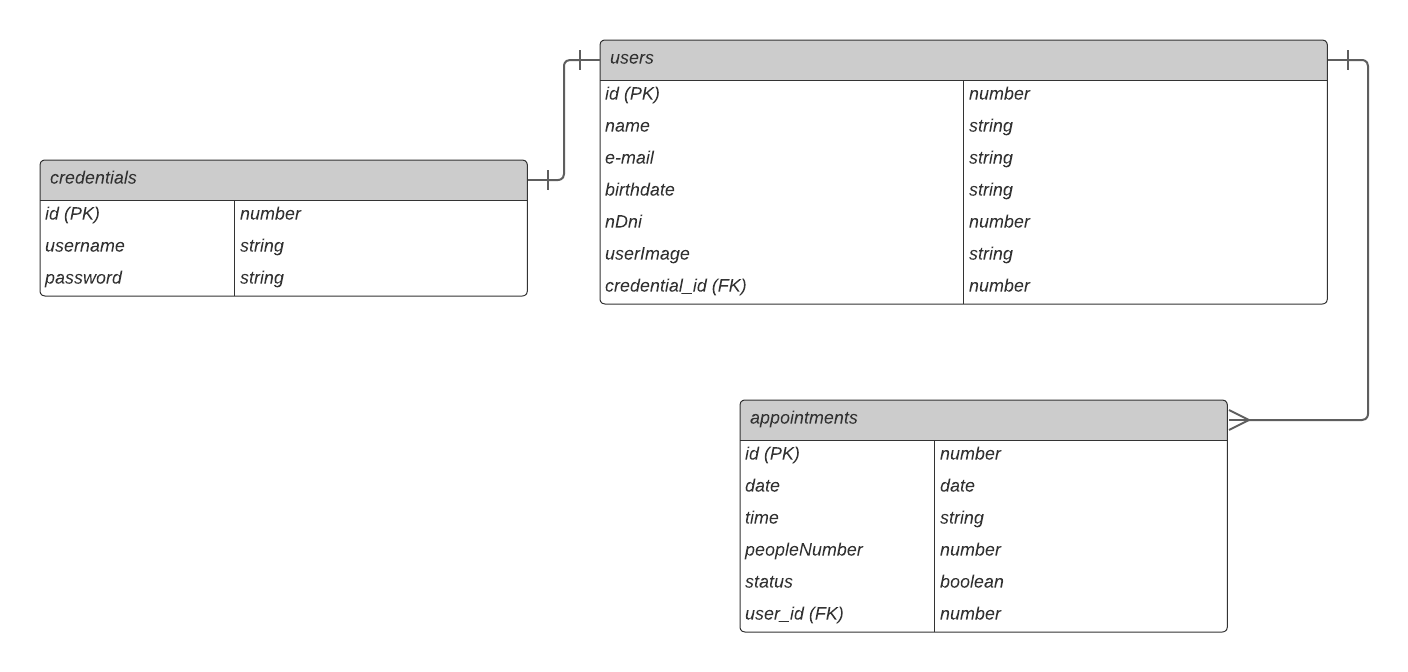 users
id (PK) number
name string
e-mail string
birthdate string
nDni number
userImage string
credential_id (FK) number
credentials
id (PK) number
username string
password string
appointments
id (PK) number
date date
time string
peopleNumber number
status boolean
user_id (FK) number